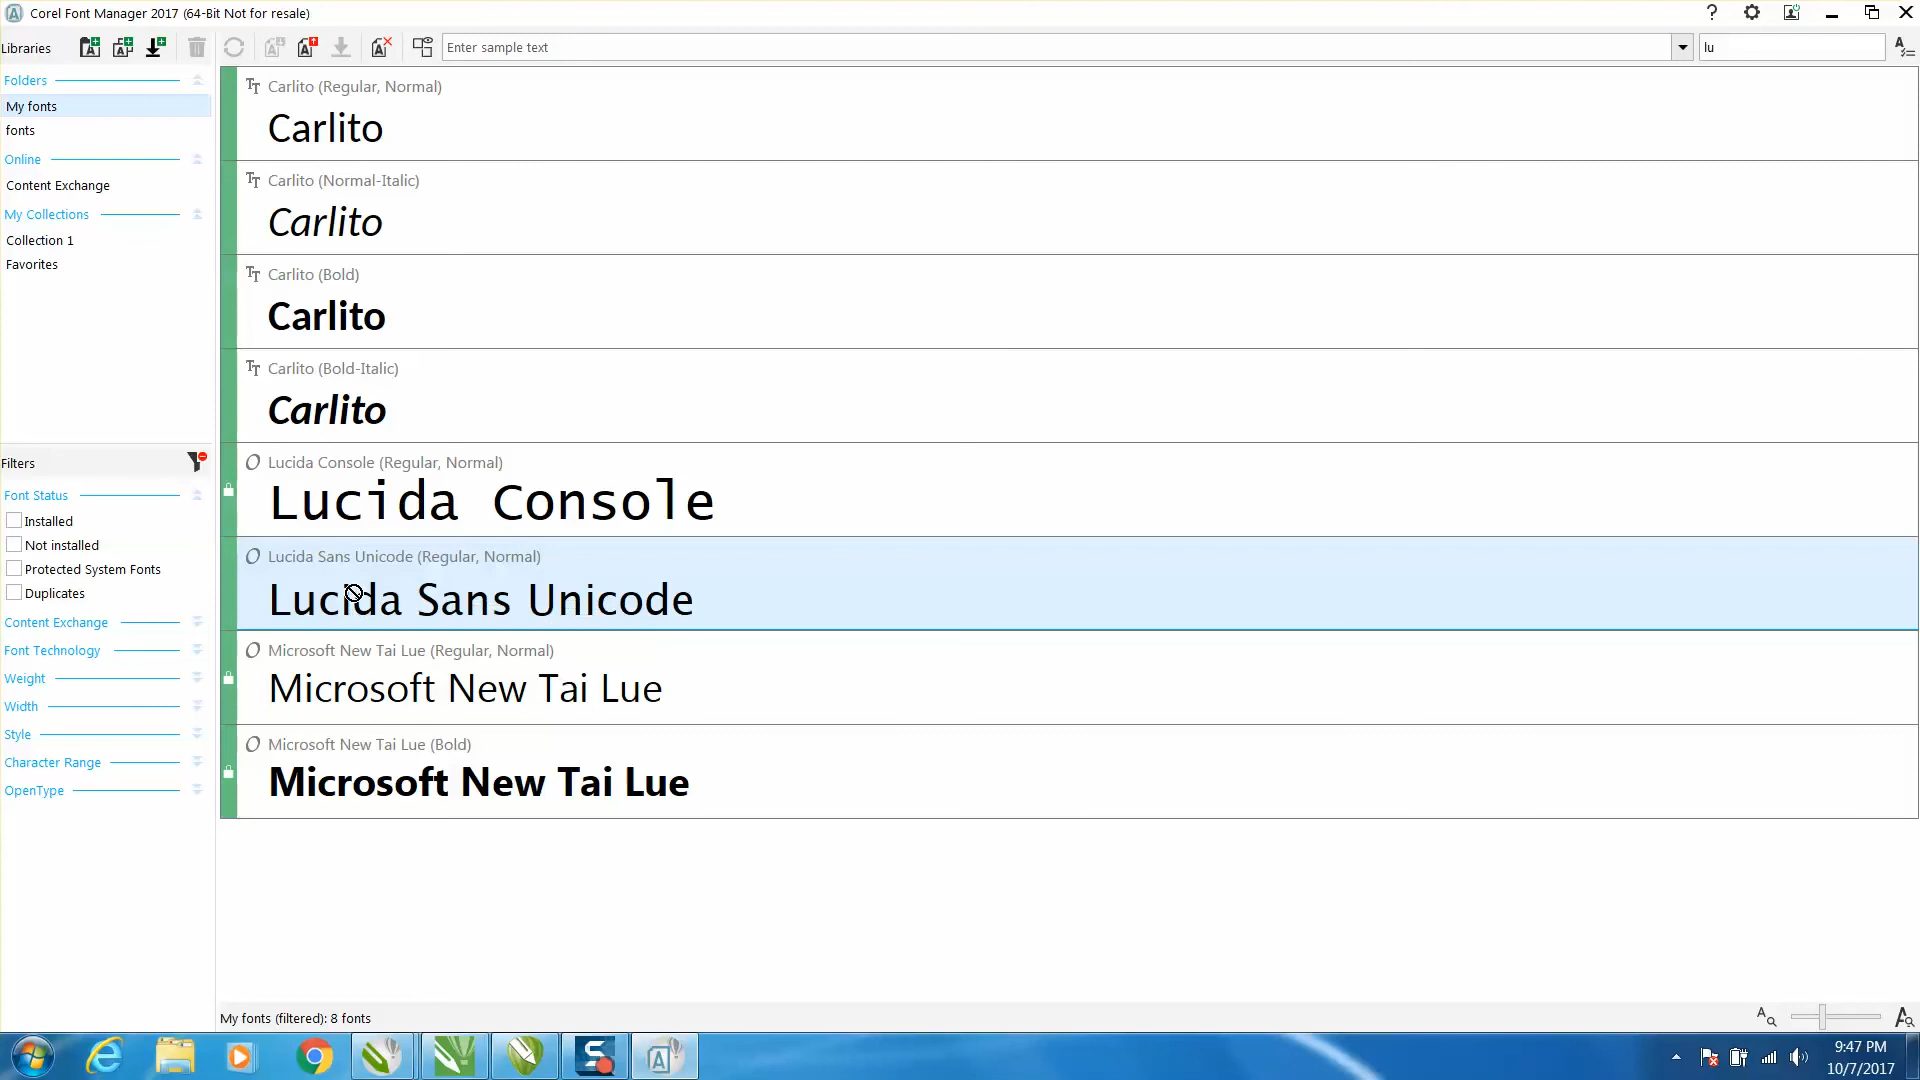 Corel Font Manager 2017 (64-Bit Not for resale)
Libraries
Enter sample text
lu
Folders
My fonts
fonts
Online
Content Exchange
My Collections
Collection 1
Favorites
Filters
Font Status
Installed
Not installed
Protected System Fonts
Duplicates
Content Exchange
Font Technology
Weight
Width
Style
Character Range
OpenType
Carlito (Regular, Normal)
Carlito
Carlito (Normal-Italic)
Carlito
Carlito (Bold)
Carlito
Carlito (Bold-Italic)
Carlito
Lucida Console (Regular, Normal)
Lucida Console
Lucida Sans Unicode (Regular, Normal)
Lucida Sans Unicode
Microsoft New Tai Lue (Regular, Normal)
Microsoft New Tai Lue
Microsoft New Tai Lue (Bold)
Microsoft New Tai Lue
My fonts (filtered): 8 fonts
9:47 PM
10/7/2017